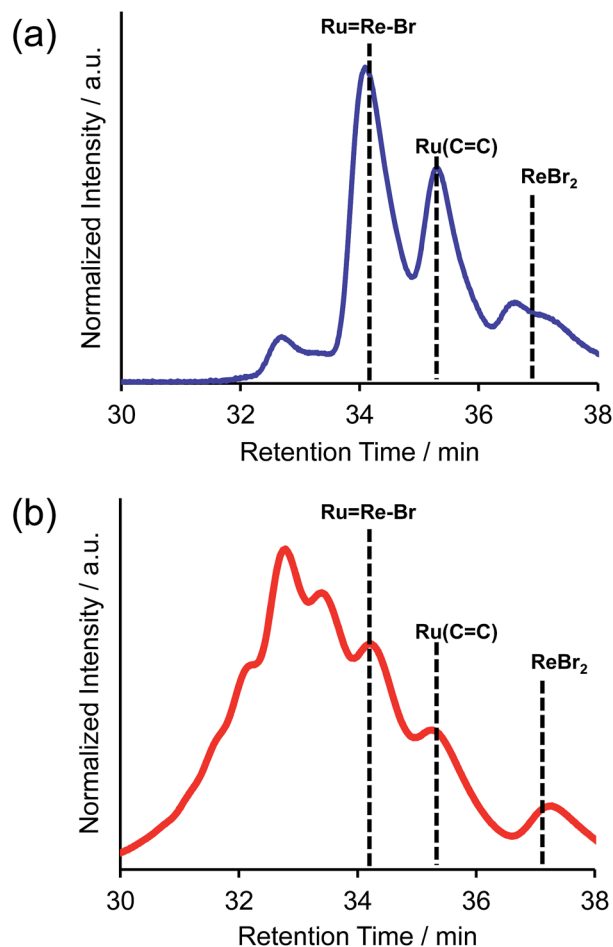 (a)
Ru=Re-Br
Ru(C=C)
ReBr₂
Normalized Intensity / a.u.
30 32 34 36 38
Retention Time / min
(b)
Ru=Re-Br
Ru(C=C)
ReBr₂
Normalized Intensity / a.u.
30 32 34 36 38
Retention Time / min